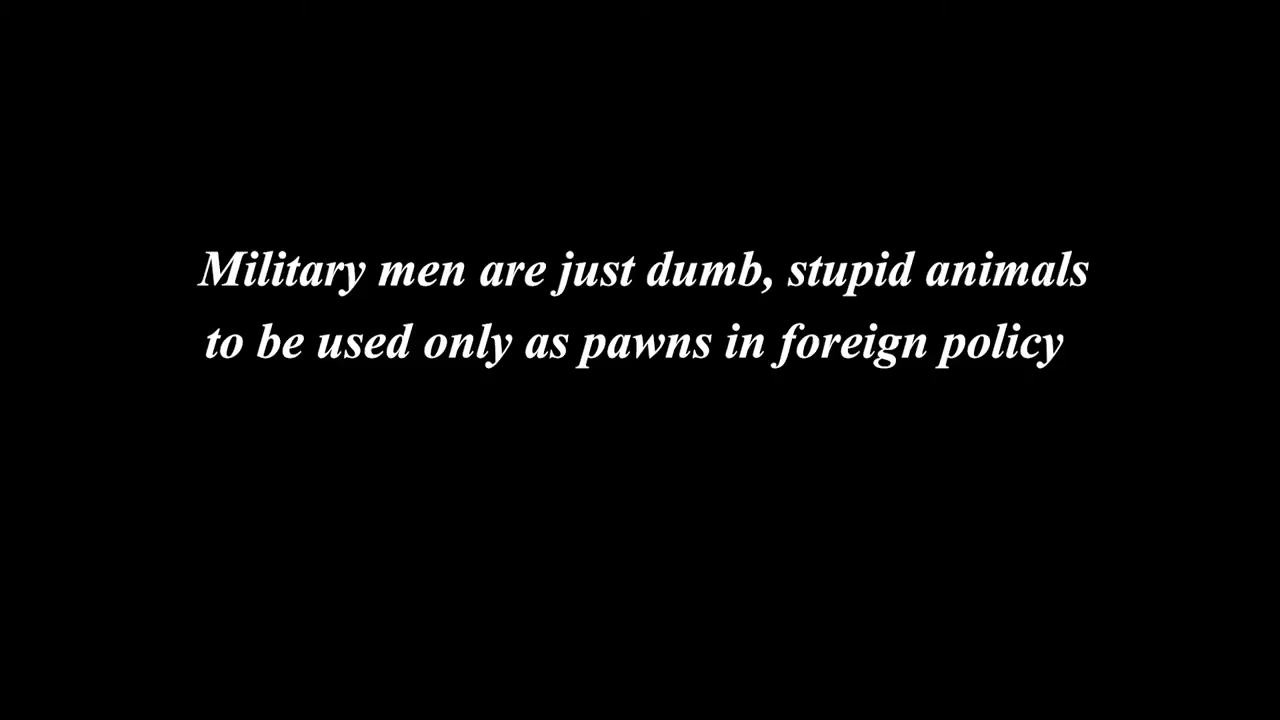 Military men are just dumb, stupid animals
to be used only as pawns in foreign policy